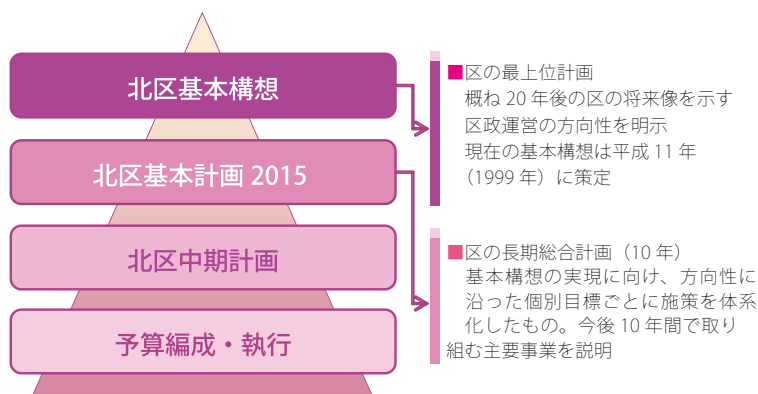 北区基本構想
北区基本計画 2015
北区中期計画
予算編成・執行
■区の最上位計画
概ね 20 年後の区の将来像を示す
区政運営の方向性を明示
現在の基本構想は平成 11 年
（1999 年）に策定
■区の長期総合計画（10 年）
基本構想の実現に向け、方向性に
沿った個別目標ごとに施策を体系
化したもの。今後 10 年間で取り
組む主要事業を説明